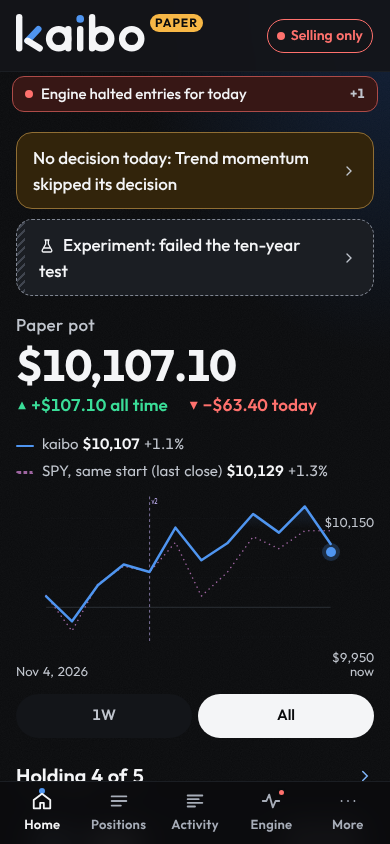 kaibo PAPER
Selling only
Engine halted entries for today +1
No decision today: Trend momentum
skipped its decision
Experiment: failed the ten-year
test
Paper pot
$10,107.10
▲ +$107.10 all time ▼ −$63.40 today
kaibo $10,107 +1.1%
SPY, same start (last close) $10,129 +1.3%
v2
$10,150
$9,950
Nov 4, 2026 now
1W All
Holding 4 of 5
Home Positions Activity Engine More